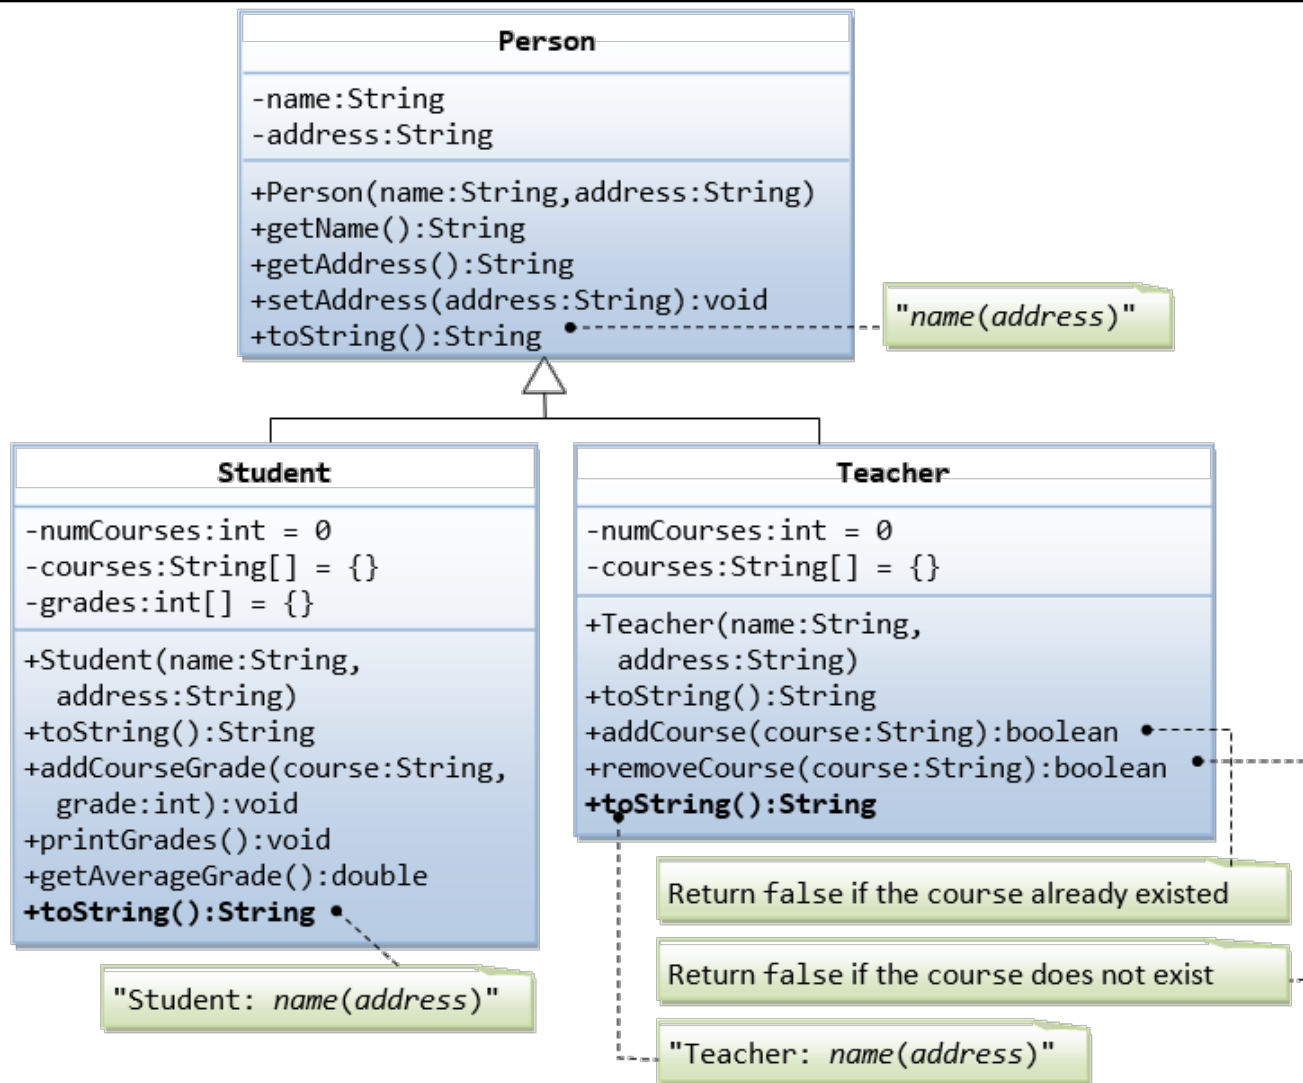 Person
-name:String
-address:String
+Person(name:String,address:String)
+getName():String
+getAddress():String
+setAddress(address:String):void
+toString():String
"name(address)"
Student
-numCourses:int = 0
-courses:String[] = {}
-grades:int[] = {}
+Student(name:String,
address:String)
+toString():String
+addCourseGrade(course:String,
grade:int):void
+printGrades():void
+getAverageGrade():double
+toString():String
"Student: name(address)"
Teacher
-numCourses:int = 0
-courses:String[] = {}
+Teacher(name:String,
address:String)
+toString():String
+addCourse(course:String):boolean
+removeCourse(course:String):boolean
+toString():String
Return false if the course already existed
Return false if the course does not exist
"Teacher: name(address)"